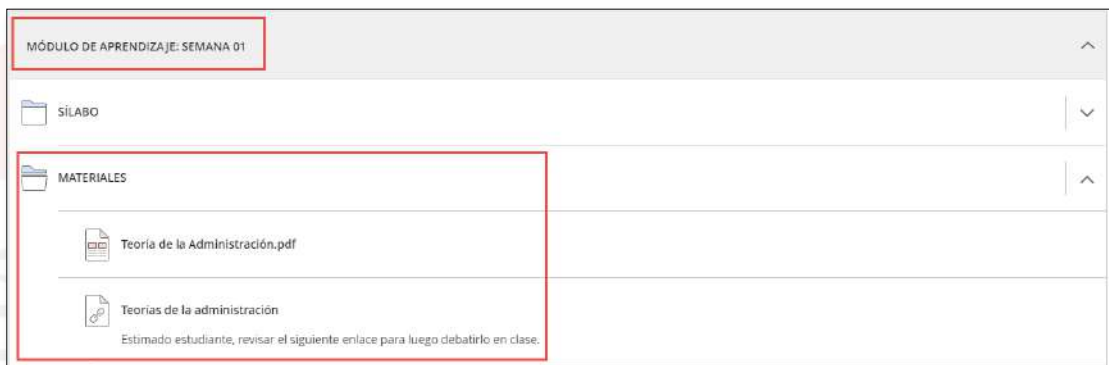 MÓDULO DE APRENDIZAJE: SEMANA 01
SÍLABO
MATERIALES
Teoría de la Administración.pdf
Teorías de la administración
Estimado estudiante, revisar el siguiente enlace para luego debatirlo en clase.